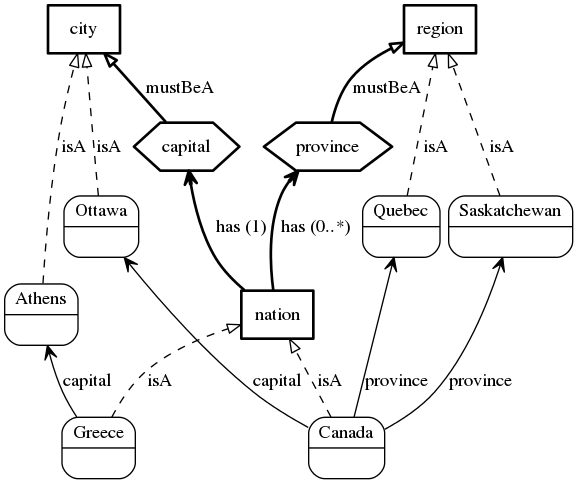 city
region
mustBeA
mustBeA
capital
province
isA
isA
isA
isA
Ottawa
Quebec
Saskatchewan
has (1)
has (0..*)
Athens
nation
capital
isA
capital
isA
province
province
Greece
Canada